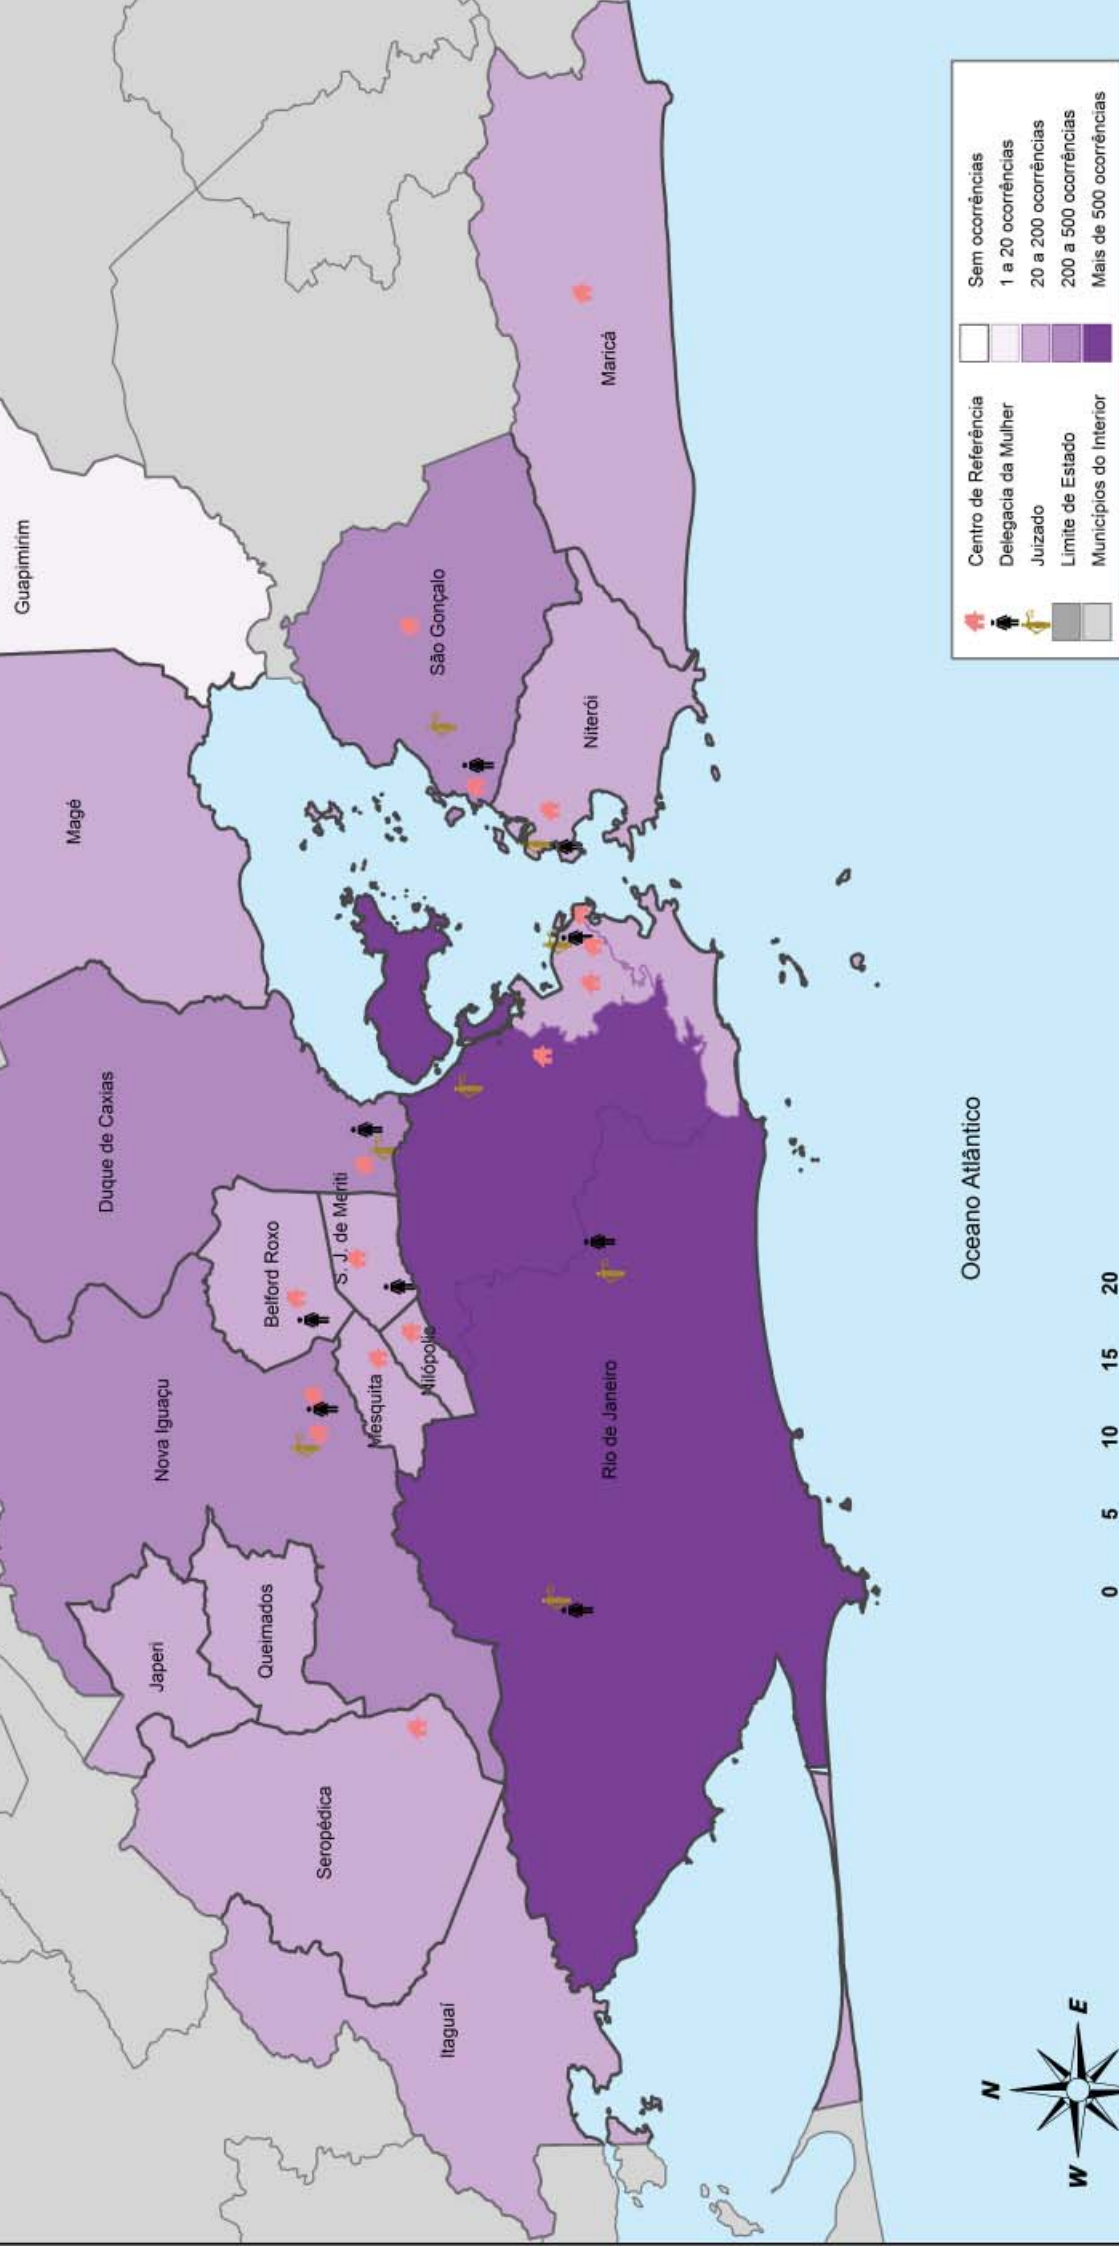 Guapimirim
Magé
Duque de Caxias
Nova Iguaçu
Japeri
Queimados
Belford Roxo
S. J. de Meriti
Mesquita
Nilópolis
Seropédica
Itaguaí
São Gonçalo
Niterói
Maricá
Rio de Janeiro
Oceano Atlântico
N
W E
0 5 10 15 20
Centro de Referência
Delegacia da Mulher
Juizado
Limite de Estado
Municípios do Interior
Sem ocorrências
1 a 20 ocorrências
20 a 200 ocorrências
200 a 500 ocorrências
Mais de 500 ocorrências